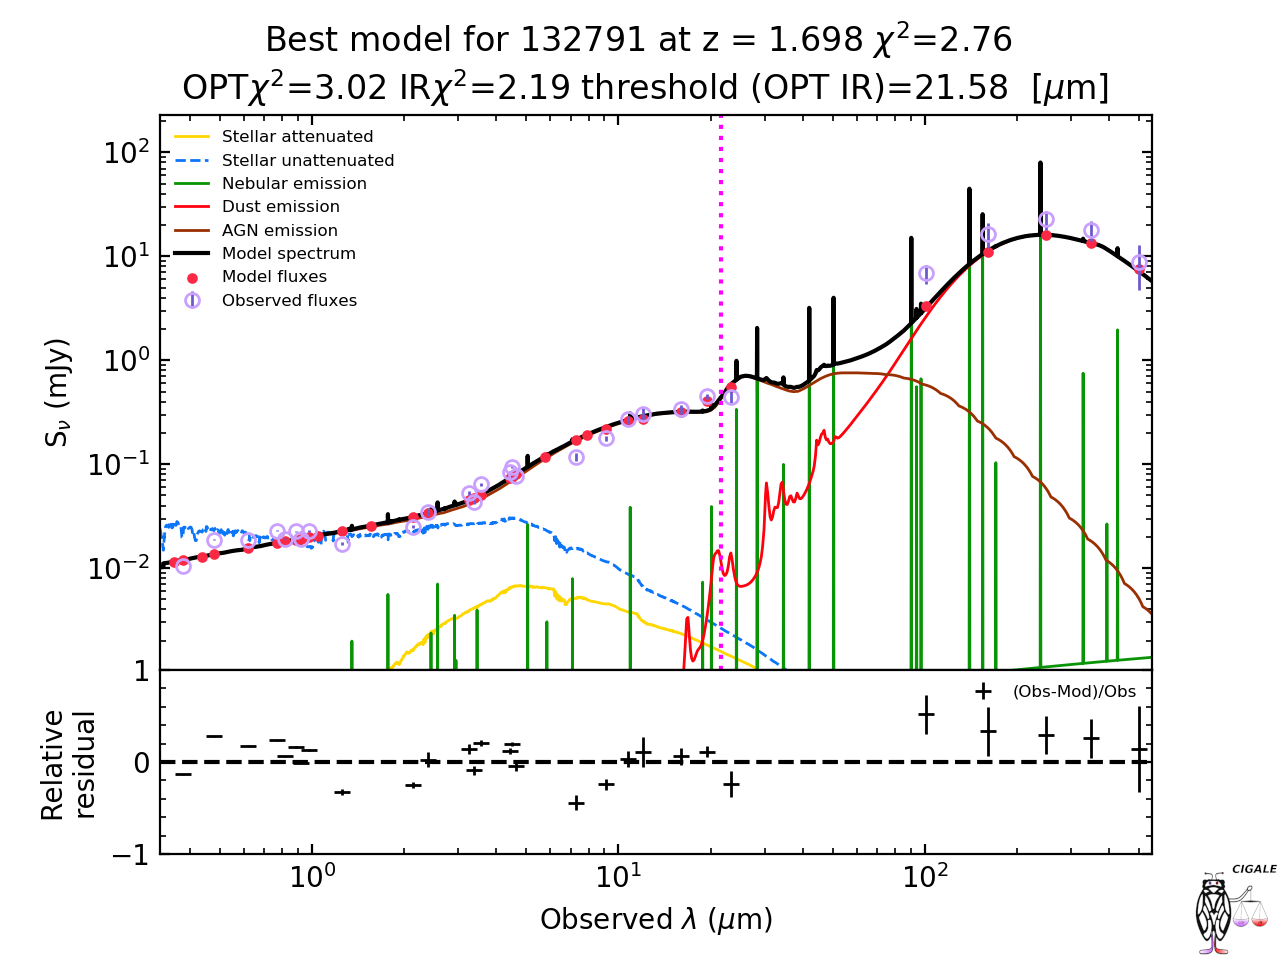 Best model for 132791 at z = 1.698 χ²=2.76
OPTχ²=3.02 IRχ²=2.19 threshold (OPT IR)=21.58 [μm]
Stellar attenuated
Stellar unattenuated
Nebular emission
Dust emission
AGN emission
Model spectrum
Model fluxes
Observed fluxes
10²
10¹
10⁰
10⁻¹
10⁻²
S_ν (mJy)
(Obs-Mod)/Obs
1
0
−1
Relative
residual
10⁰ 10¹ 10²
Observed λ (μm)
CIGALE